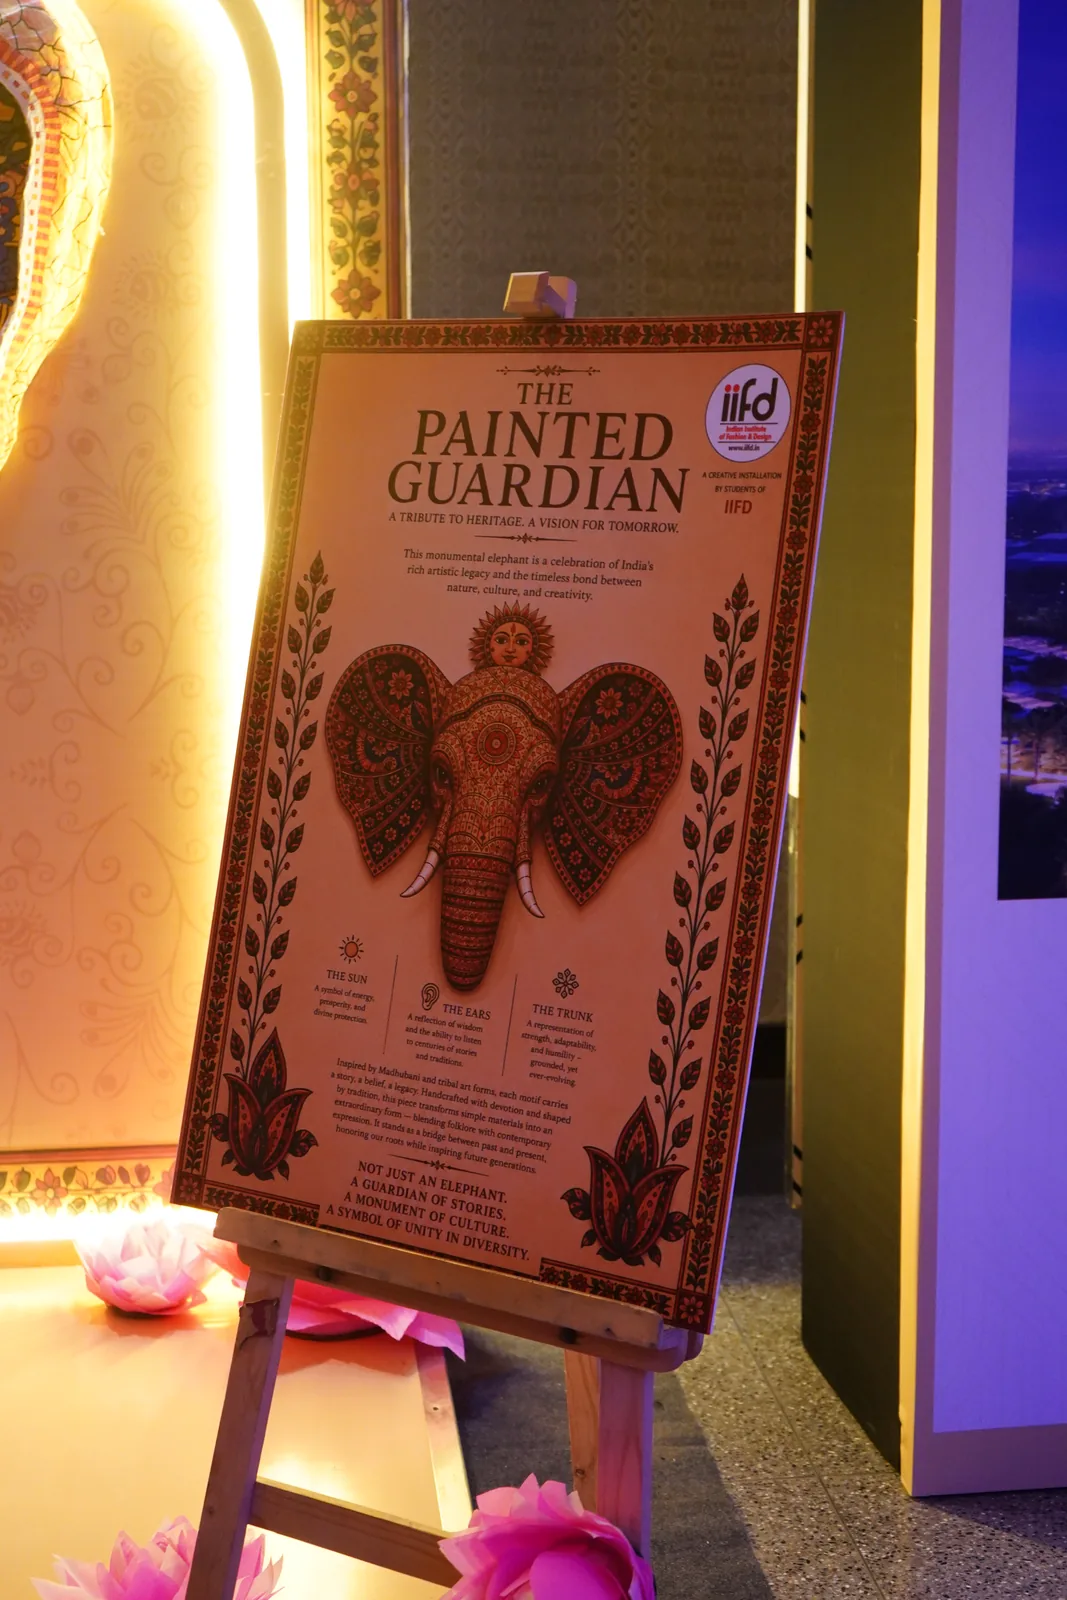 THE
PAINTED
GUARDIAN
A TRIBUTE TO HERITAGE. A VISION FOR TOMORROW.
iifd
Indian Institute
of Fashion & Design
www.iifd.in
A CREATIVE INSTALLATION
BY STUDENTS OF
IIFD
This monumental elephant is a celebration of India's
rich artistic legacy and the timeless bond between
nature, culture, and creativity.
THE SUN
A symbol of energy,
prosperity, and
divine protection.
THE EARS
A reflection of wisdom
and the ability to listen
to centuries of stories
and traditions.
THE TRUNK
A representation of
strength, adaptability,
and humility –
grounded, yet
ever-evolving.
Inspired by Madhubani and tribal art forms, each motif carries
a story, a belief, a legacy. Handcrafted with devotion and shaped
by tradition, this piece transforms simple materials into an
extraordinary form — blending folklore with contemporary
expression. It stands as a bridge between past and present,
honoring our roots while inspiring future generations.
NOT JUST AN ELEPHANT.
A GUARDIAN OF STORIES.
A MONUMENT OF CULTURE.
A SYMBOL OF UNITY IN DIVERSITY.